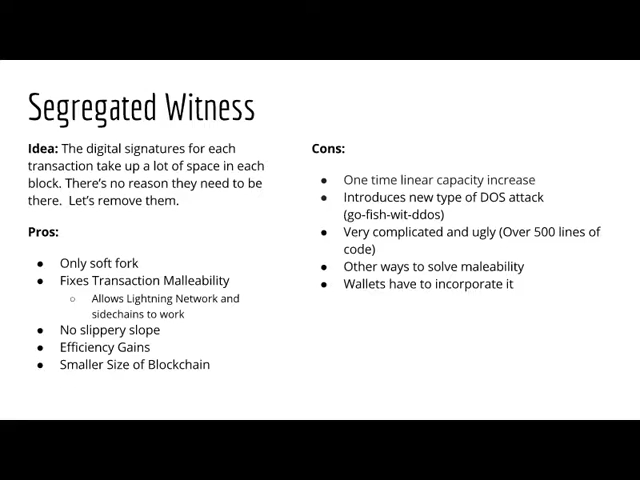 Segregated Witness
Idea: The digital signatures for each
transaction take up a lot of space in each
block. There's no reason they need to be
there. Let's remove them.
Pros:
● Only soft fork
● Fixes Transaction Malleability
○ Allows Lightning Network and
sidechains to work
● No slippery slope
● Efficiency Gains
● Smaller Size of Blockchain
Cons:
● One time linear capacity increase
● Introduces new type of DOS attack
(go-fish-wit-ddos)
● Very complicated and ugly (Over 500 lines of
code)
● Other ways to solve maleability
● Wallets have to incorporate it